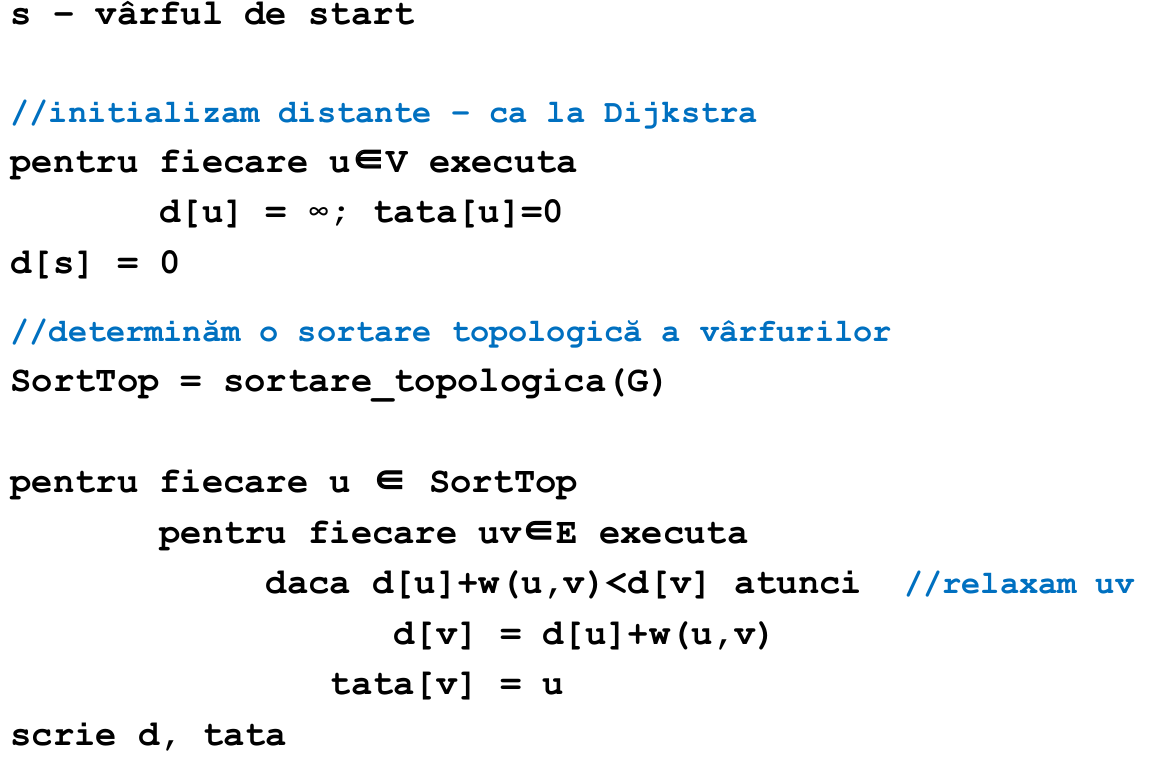 s – vârful de start
//initializam distante – ca la Dijkstra
pentru fiecare u∈V executa
d[u] = ∞; tata[u]=0
d[s] = 0
//determinăm o sortare topologică a vârfurilor
SortTop = sortare_topologica(G)
pentru fiecare u ∈ SortTop
pentru fiecare uv∈E executa
daca d[u]+w(u,v)<d[v] atunci //relaxam uv
d[v] = d[u]+w(u,v)
tata[v] = u
scrie d, tata